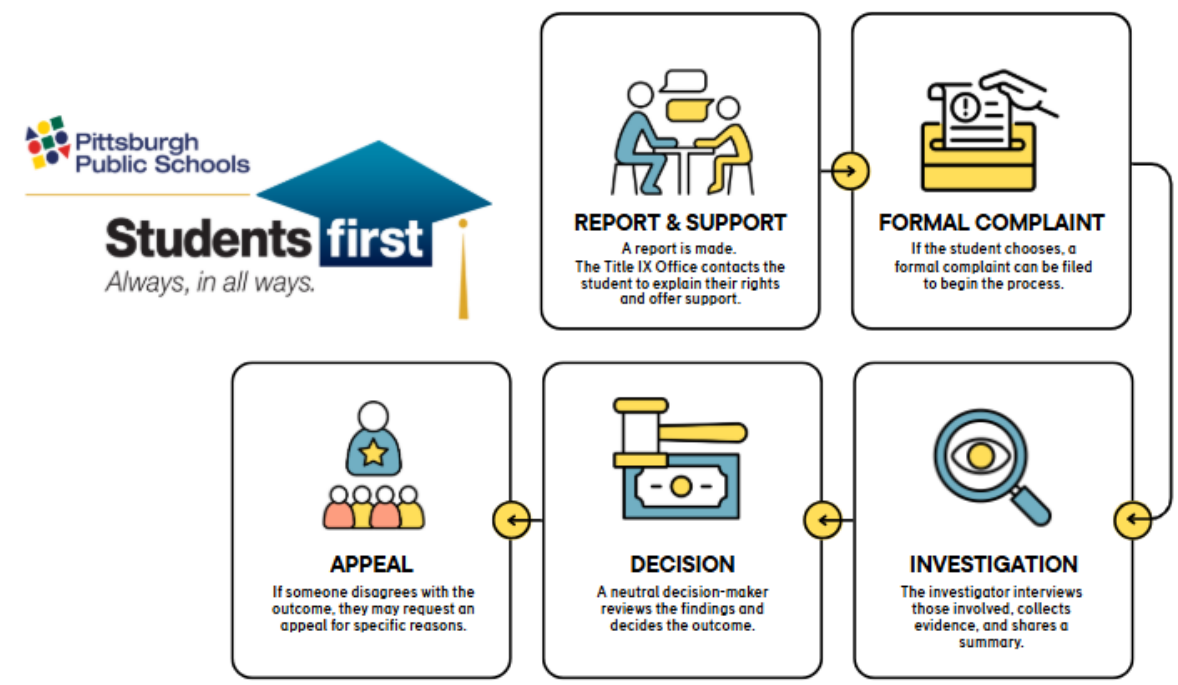 Pittsburgh
Public Schools
Students first
Always, in all ways.
REPORT & SUPPORT
A report is made.
The Title IX Office contacts the
student to explain their rights
and offer support.
FORMAL COMPLAINT
If the student chooses, a
formal complaint can be filed
to begin the process.
INVESTIGATION
The investigator interviews
those involved, collects
evidence, and shares a
summary.
DECISION
A neutral decision-maker
reviews the findings and
decides the outcome.
APPEAL
If someone disagrees with the
outcome, they may request an
appeal for specific reasons.